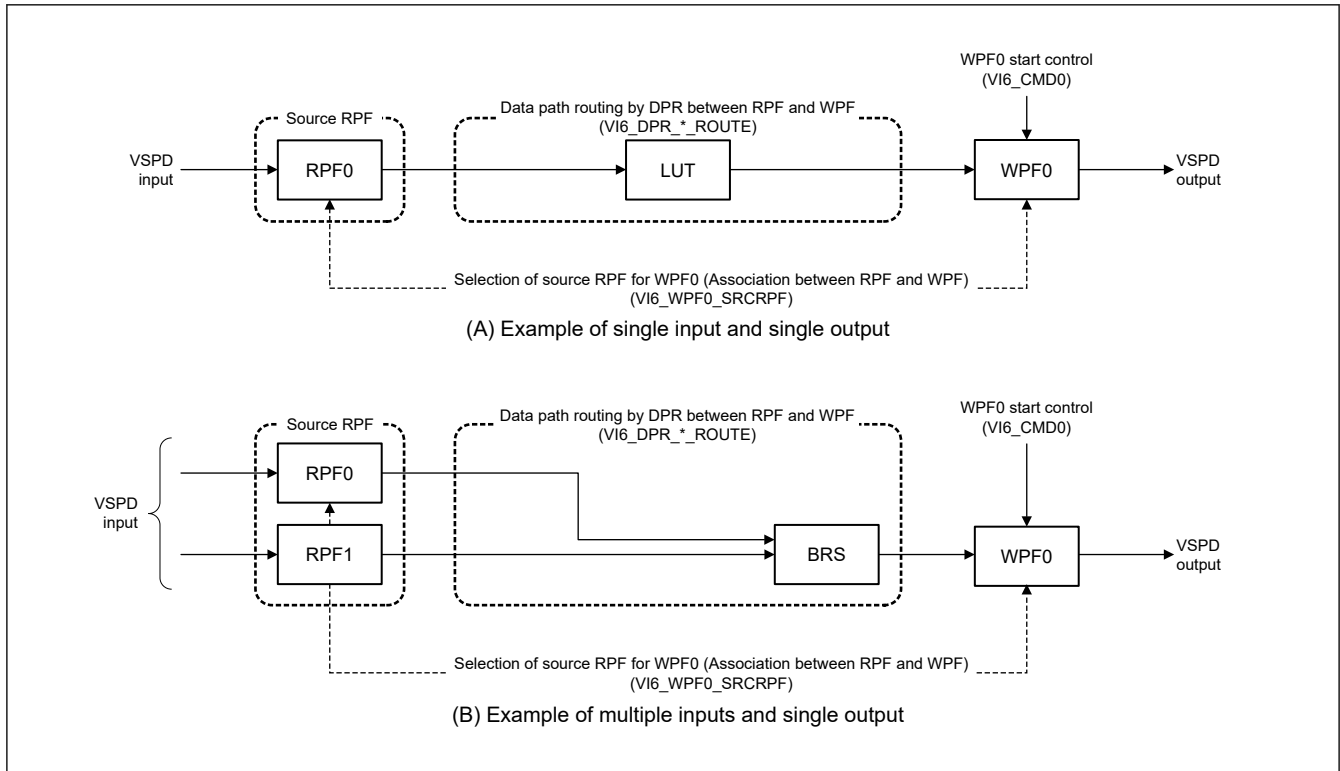 WPF0 start control
(VI6_CMD0)
Data path routing by DPR between RPF and WPF
(VI6_DPR_*_ROUTE)
Source RPF
VSPD
input
RPF0
LUT
WPF0
VSPD
output
Selection of source RPF for WPF0 (Association between RPF and WPF)
(VI6_WPF0_SRCRPF)
(A) Example of single input and single output
WPF0 start control
(VI6_CMD0)
Data path routing by DPR between RPF and WPF
(VI6_DPR_*_ROUTE)
Source RPF
RPF0
VSPD
input
RPF1
BRS
WPF0
VSPD
output
Selection of source RPF for WPF0 (Association between RPF and WPF)
(VI6_WPF0_SRCRPF)
(B) Example of multiple inputs and single output